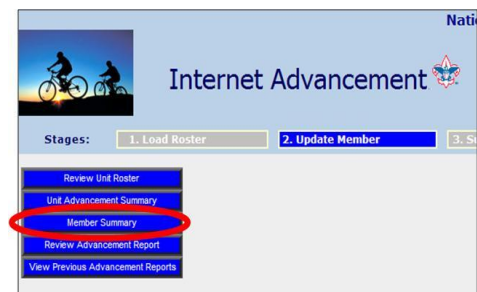 Nati
Internet Advancement
Stages: 1. Load Roster 2. Update Member 3. S
Review Unit Roster
Unit Advancement Summary
Member Summary
Review Advancement Report
View Previous Advancement Reports